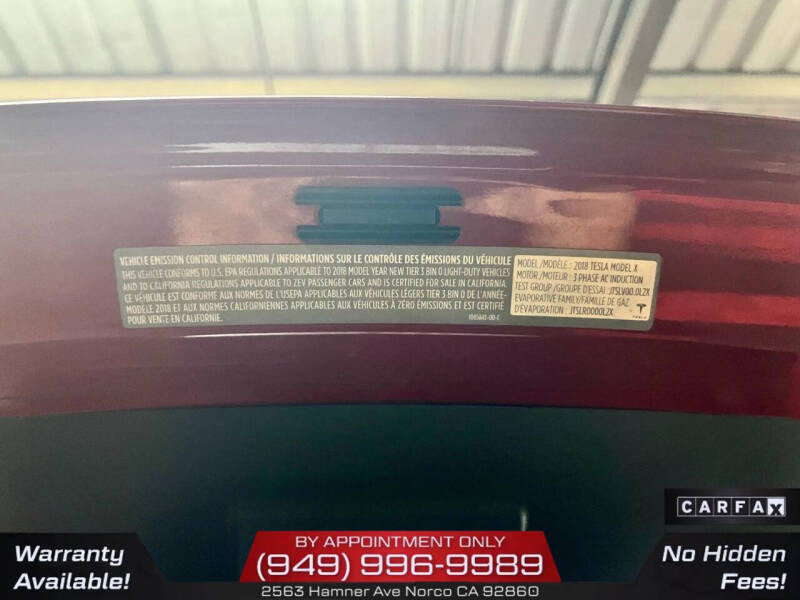 VEHICLE EMISSION CONTROL INFORMATION / INFORMATIONS SUR LE CONTRÔLE DES ÉMISSIONS DU VÉHICULE
THIS VEHICLE CONFORMS TO U.S. EPA REGULATIONS APPLICABLE TO 2018 MODEL YEAR NEW TIER 3 BIN 0 LIGHT-DUTY VEHICLES
AND TO CALIFORNIA REGULATIONS APPLICABLE TO ZEV PASSENGER CARS AND IS CERTIFIED FOR SALE IN CALIFORNIA.
CE VÉHICULE EST CONFORME AUX NORMES DE L'USEPA APPLICABLES AUX VÉHICULES LÉGERS TIER 3 BIN 0 DE L'ANNÉE-
MODÈLE 2018 ET AUX NORMES CALIFORNIENNES APPLICABLES AUX VÉHICULES À ZÉRO ÉMISSIONS ET EST CERTIFIÉ
POUR VENTE EN CALIFORNIE.
1065841-00-C
MODEL/MODÈLE : 2018 TESLA MODEL X
MOTOR/MOTEUR : 3 PHASE AC INDUCTION
TEST GROUP/GROUPE D'ESSAI :JTSLV00.0LZX
EVAPORATIVE FAMILY/FAMILLE DE GAZ
D'ÉVAPORATION : JTSLR0000LZX
TESLA
CARFAX
Warranty
Available!
BY APPOINTMENT ONLY
(949) 996-9989
2563 Hamner Ave Norco CA 92860
No Hidden
Fees!